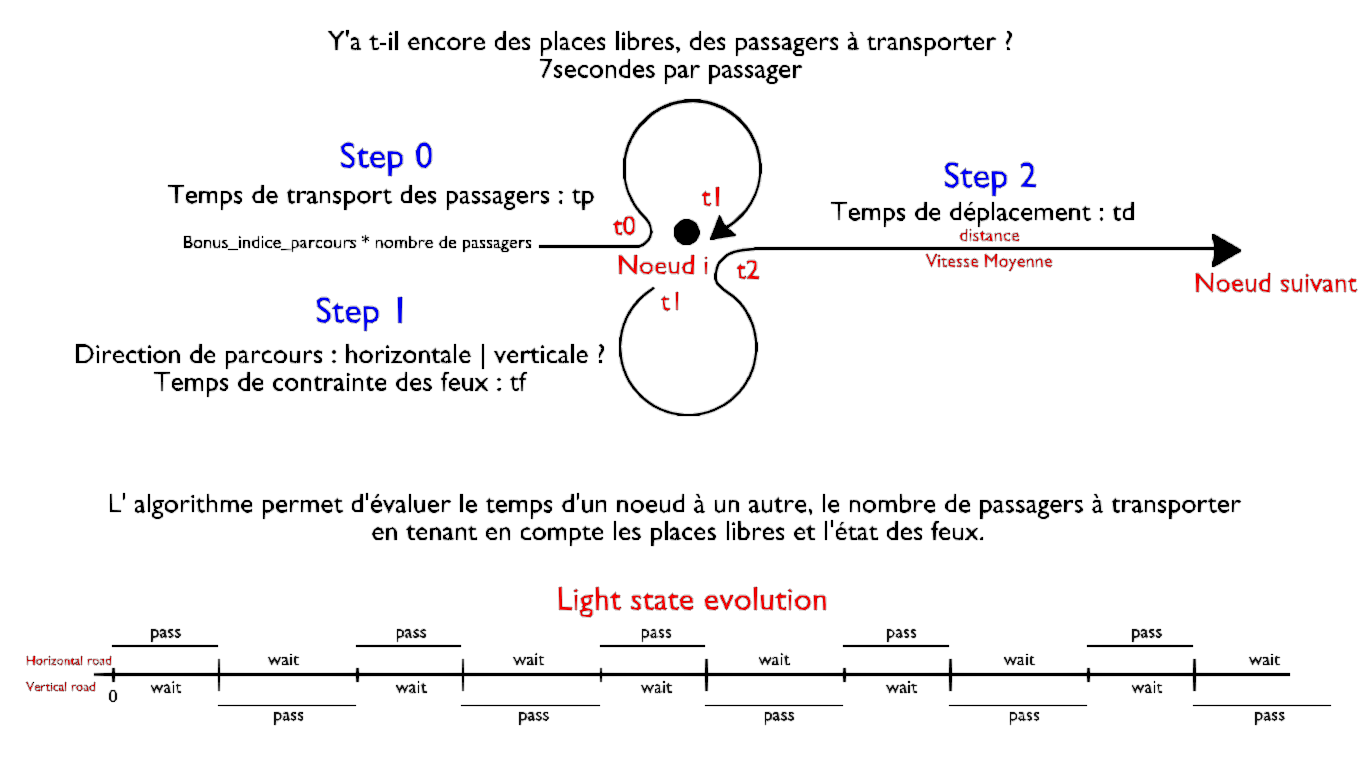 Y'a t-il encore des places libres, des passagers à transporter ?
7secondes par passager
Step 0
Temps de transport des passagers : tp
Bonus_indice_parcours * nombre de passagers
t0
t1
Noeud i
t2
t1
Step 2
Temps de déplacement : td
distance
Vitesse Moyenne
Noeud suivant
Step 1
Direction de parcours : horizontale | verticale ?
Temps de contrainte des feux : tf
L' algorithme permet d'évaluer le temps d'un noeud à un autre, le nombre de passagers à transporter
en tenant en compte les places libres et l'état des feux.
Light state evolution
pass pass pass pass pass
Horizontal road wait wait wait wait wait
Vertical road 0 wait wait wait wait wait
pass pass pass pass pass